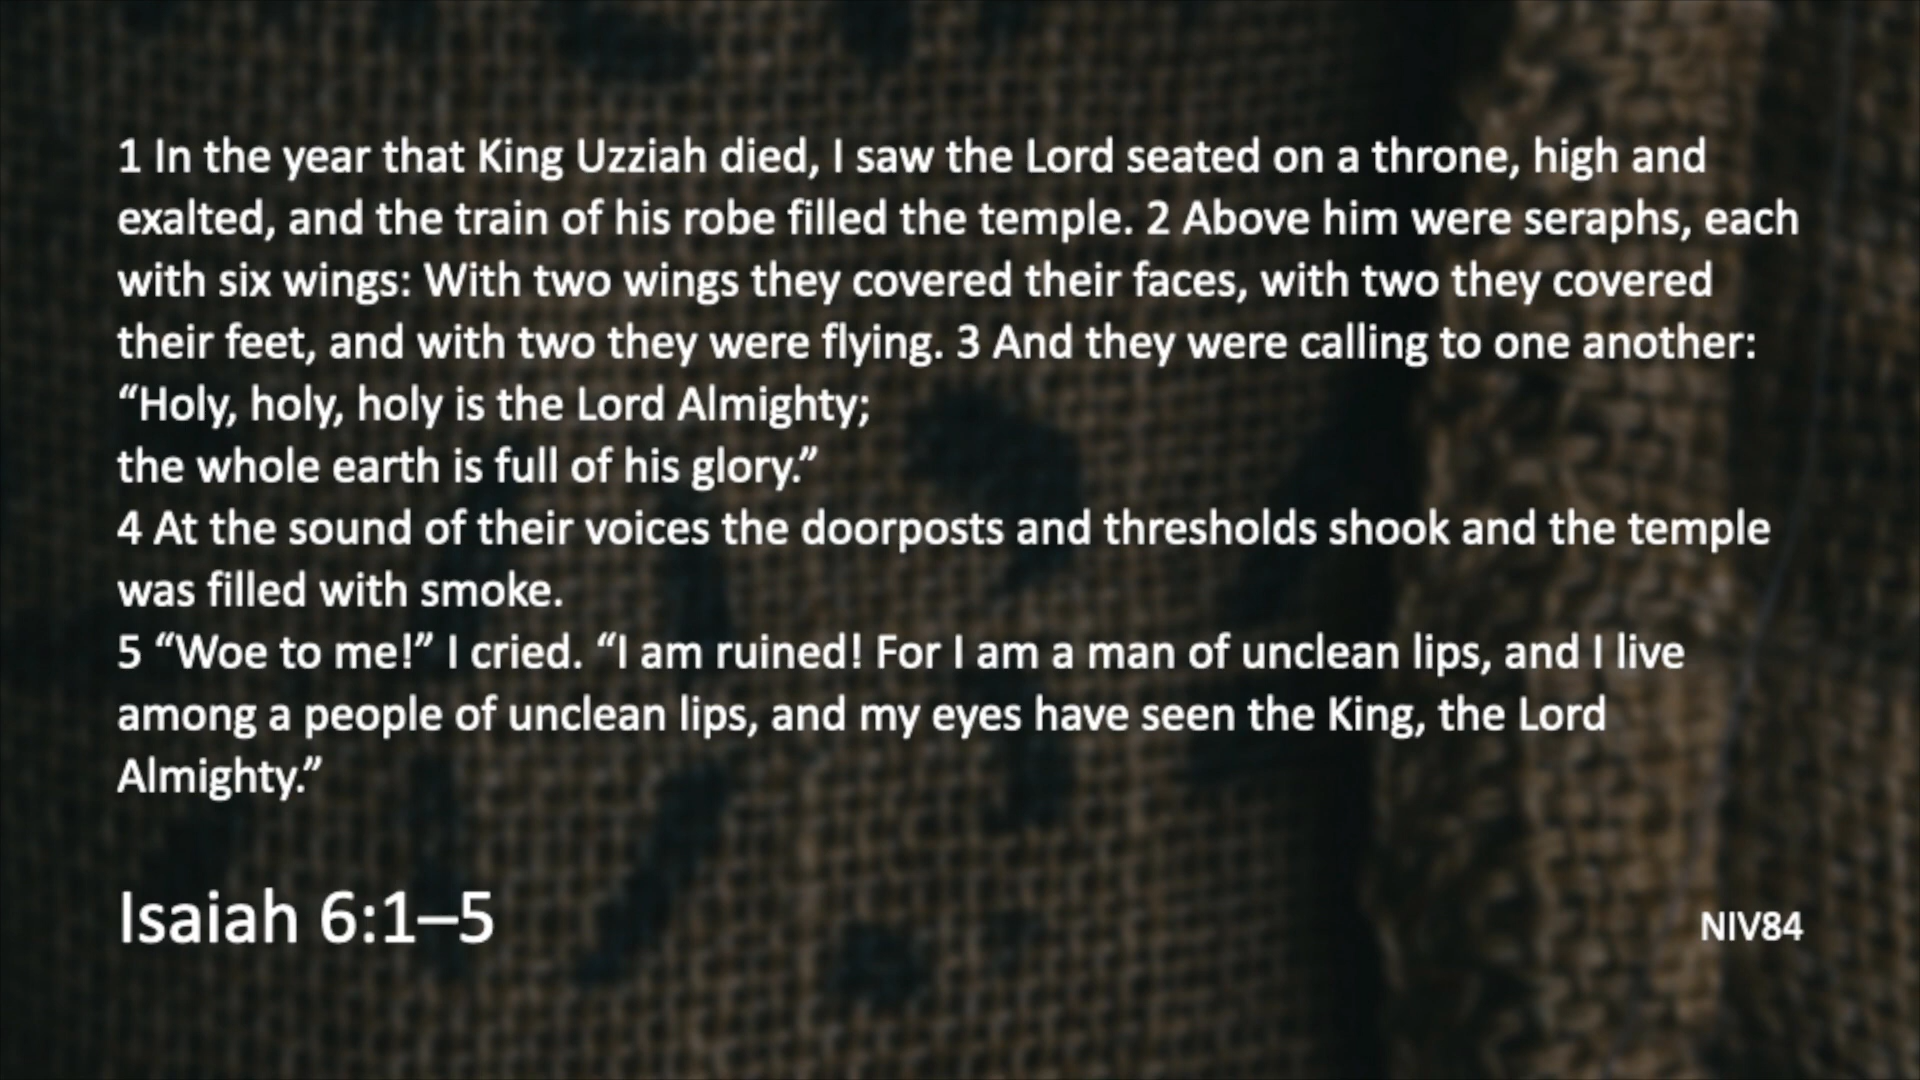 1 In the year that King Uzziah died, I saw the Lord seated on a throne, high and
exalted, and the train of his robe filled the temple. 2 Above him were seraphs, each
with six wings: With two wings they covered their faces, with two they covered
their feet, and with two they were flying. 3 And they were calling to one another:
“Holy, holy, holy is the Lord Almighty;
the whole earth is full of his glory.”
4 At the sound of their voices the doorposts and thresholds shook and the temple
was filled with smoke.
5 “Woe to me!” I cried. “I am ruined! For I am a man of unclean lips, and I live
among a people of unclean lips, and my eyes have seen the King, the Lord
Almighty.”
Isaiah 6:1–5
NIV84